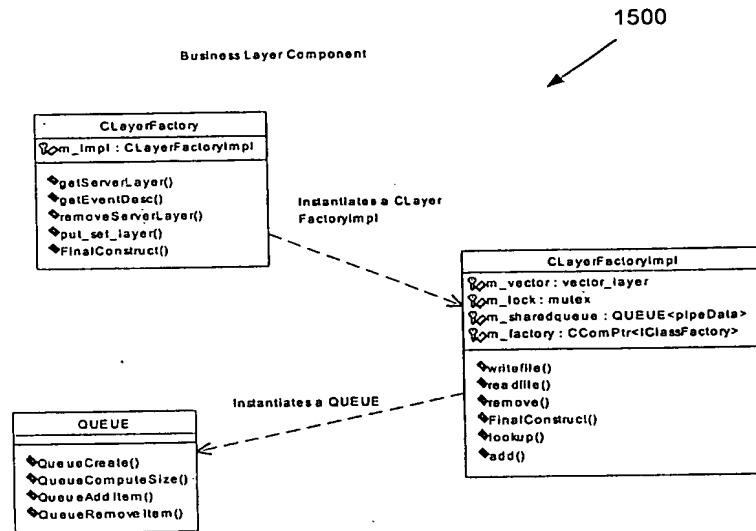 1500
Business Layer Component
CLayerFactory
m_Impl : CLayerFactoryImpl
getServerLayer()
getEventDesc()
removeServerLayer()
put_set_layer()
FinalConstruct()
Instantiates a CLayer
FactoryImpl
CLayerFactoryImpl
m_vector : vector_layer
m_lock : mutex
m_sharedqueue : QUEUE<pipeData>
m_factory : CComPtr<IClassFactory>
writefile()
readfile()
remove()
FinalConstruct()
lookup()
add()
Instantiates a QUEUE
QUEUE
QueueCreate()
QueueComputeSize()
QueueAddItem()
QueueRemoveItem()